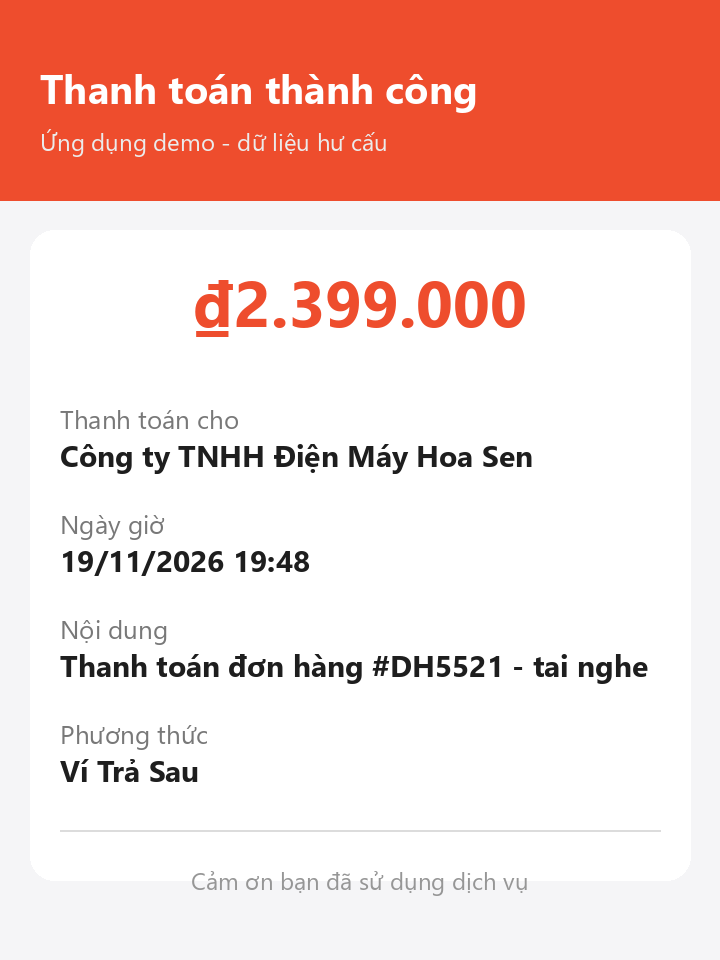 Thanh toán thành công
Ứng dụng demo - dữ liệu hư cấu
₫2.399.000
Thanh toán cho
Công ty TNHH Điện Máy Hoa Sen
Ngày giờ
19/11/2026 19:48
Nội dung
Thanh toán đơn hàng #DH5521 - tai nghe
Phương thức
Ví Trả Sau
Cảm ơn bạn đã sử dụng dịch vụ